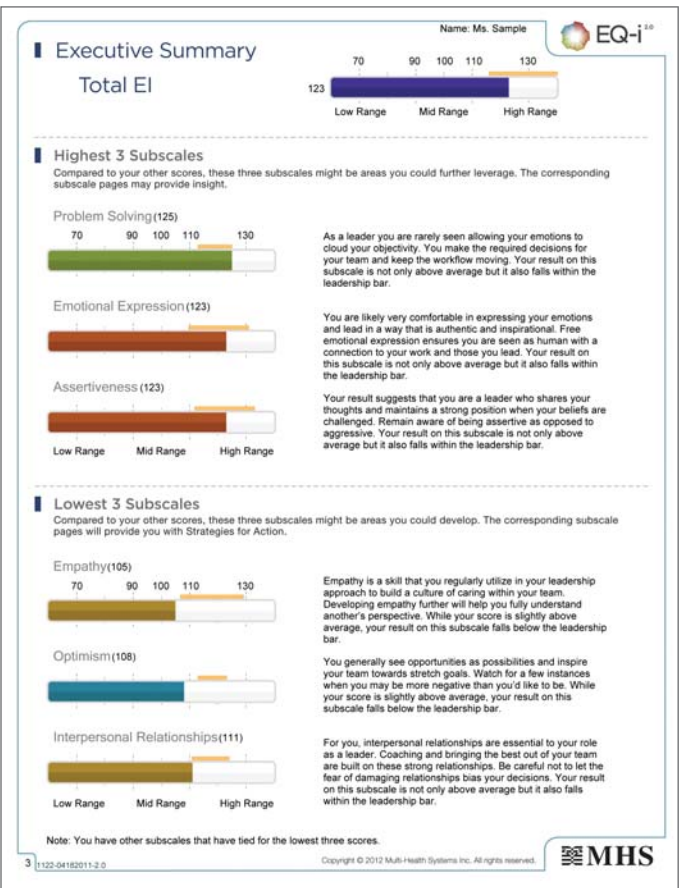 Name: Ms. Sample
EQ-i 2.0
Executive Summary
Total EI
70 90 100 110 130
123
Low Range Mid Range High Range
Highest 3 Subscales
Compared to your other scores, these three subscales might be areas you could further leverage. The corresponding
subscale pages may provide insight.
Problem Solving(125)
70 90 100 110 130
As a leader you are rarely seen allowing your emotions to
cloud your objectivity. You make the required decisions for
your team and keep the workflow moving. Your result on this
subscale is not only above average but it also falls within the
leadership bar.
Emotional Expression(123)
You are likely very comfortable in expressing your emotions
and lead in a way that is authentic and inspirational. Free
emotional expression ensures you are seen as human with a
connection to your work and those you lead. Your result on
this subscale is not only above average but it also falls within
the leadership bar.
Assertiveness(123)
Your result suggests that you are a leader who shares your
thoughts and maintains a strong position when your beliefs are
challenged. Remain aware of being assertive as opposed to
aggressive. Your result on this subscale is not only above
average but it also falls within the leadership bar.
Low Range Mid Range High Range
Lowest 3 Subscales
Compared to your other scores, these three subscales might be areas you could develop. The corresponding subscale
pages will provide you with Strategies for Action.
Empathy(105)
70 90 100 110 130
Empathy is a skill that you regularly utilize in your leadership
approach to build a culture of caring within your team.
Developing empathy further will help you fully understand
another's perspective. While your score is slightly above
average, your result on this subscale falls below the leadership
bar.
Optimism(108)
You generally see opportunities as possibilities and inspire
your team towards stretch goals. Watch for a few instances
when you may be more negative than you'd like to be. While
your score is slightly above average, your result on this
subscale falls below the leadership bar.
Interpersonal Relationships(111)
For you, interpersonal relationships are essential to your role
as a leader. Coaching and bringing the best out of your team
are built on these strong relationships. Be careful not to let the
fear of damaging relationships bias your decisions. Your result
on this subscale is not only above average but it also falls
within the leadership bar.
Low Range Mid Range High Range
Note: You have other subscales that have tied for the lowest three scores.
3 1122-04182011-2.0
Copyright © 2012 Multi-Health Systems Inc. All rights reserved.
MHS